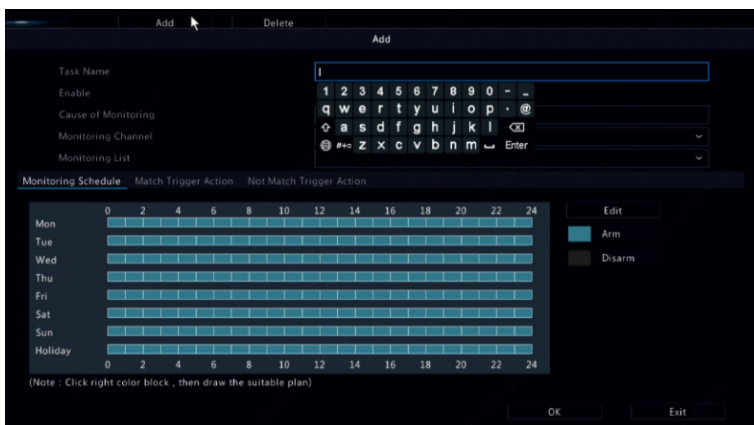 Add Delete
Add
Task Name
Enable
1 2 3 4 5 6 7 8 9 0 - _
Cause of Monitoring
q w e r t y u i o p . @
a s d f g h j k l
Monitoring Channel
#+= z x c v b n m Enter
Monitoring List
Monitoring Schedule Match Trigger Action Not Match Trigger Action
0 2 4 6 8 10 12 14 16 18 20 22 24
Edit
Mon
Arm
Tue
Wed
Disarm
Thu
Fri
Sat
Sun
Holiday
0 2 4 6 8 10 12 14 16 18 20 22 24
(Note : Click right color block , then draw the suitable plan)
OK Exit